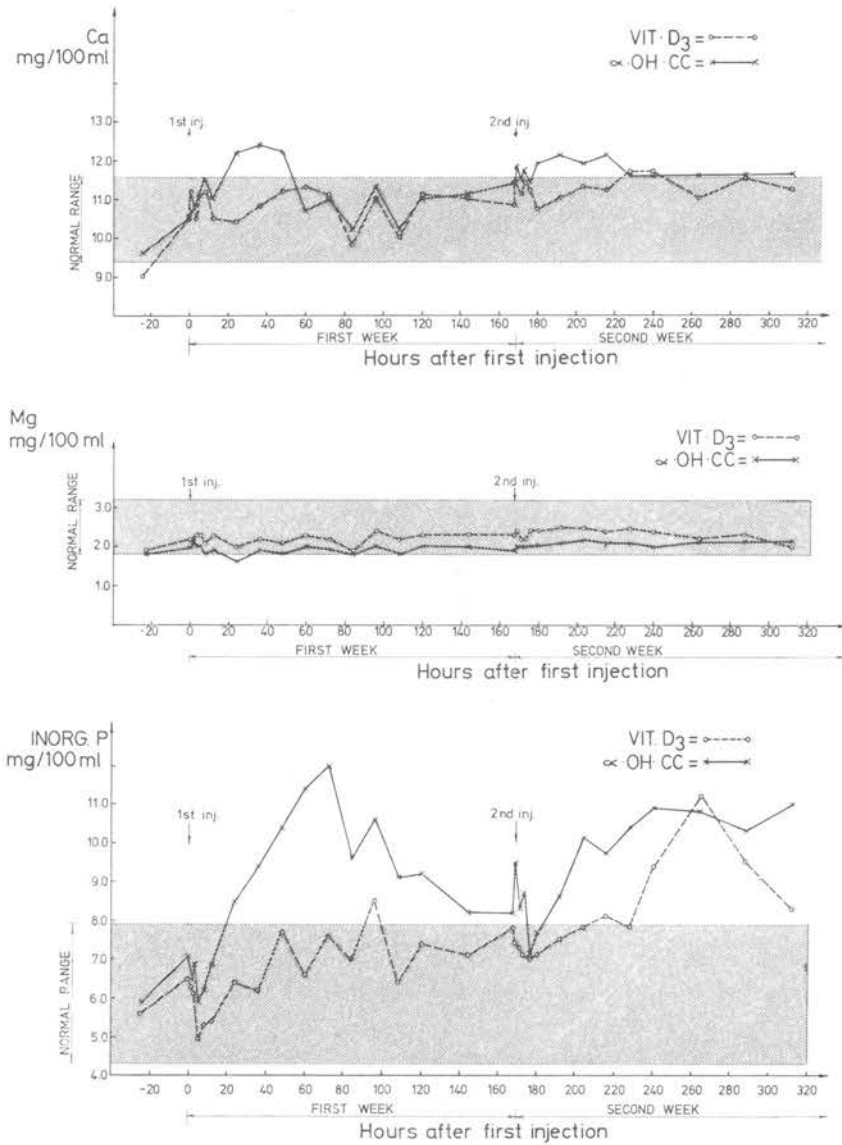 Ca
mg/100ml
VIT·D3=
∝·OH·CC=
1st inj.
2nd inj.
13.0
12.0
11.0
10.0
9.0
NORMAL RANGE
-20 0 20 40 60 80 100 120 140 160 180 200 220 240 260 280 300 320
FIRST WEEK SECOND WEEK
Hours after first injection
Mg
mg/100 ml
VIT·D3=
∝·OH·CC=
1st inj.
2nd inj.
3.0
2.0
1.0
NORMAL RANGE
-20 0 20 40 60 80 100 120 140 160 180 200 220 240 260 280 300 320
FIRST WEEK SECOND WEEK
Hours after first injection
INORG. P
mg/100ml
VIT. D3=
∝·OH·CC=
1st inj.
2nd inj.
11.0
10.0
9.0
8.0
7.0
6.0
5.0
4.0
NORMAL RANGE
-20 0 20 40 60 80 100 120 140 160 180 200 220 240 260 280 300 320
FIRST WEEK SECOND WEEK
Hours after first injection